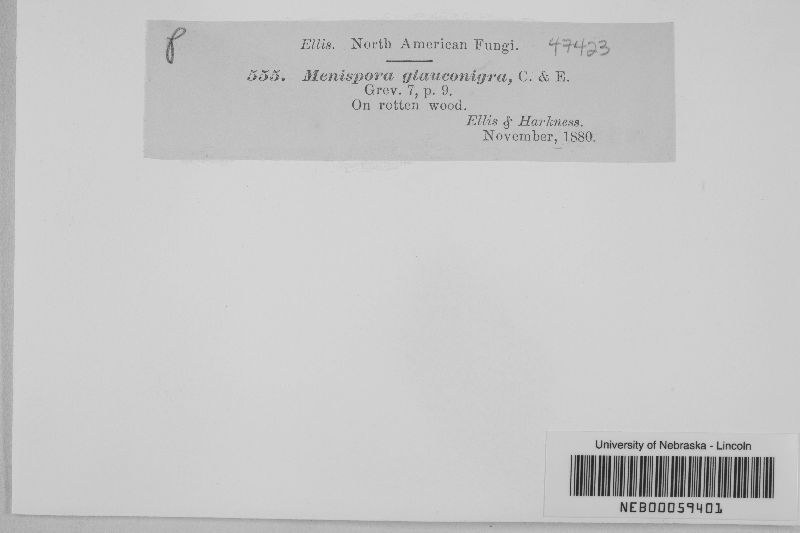 Ellis. North American Fungi. 47423
555. Menispora glauconigra, C. & E.
Grev. 7, p. 9.
On rotten wood.
Ellis & Harkness.
November, 1880.
University of Nebraska - Lincoln
NEB00059401